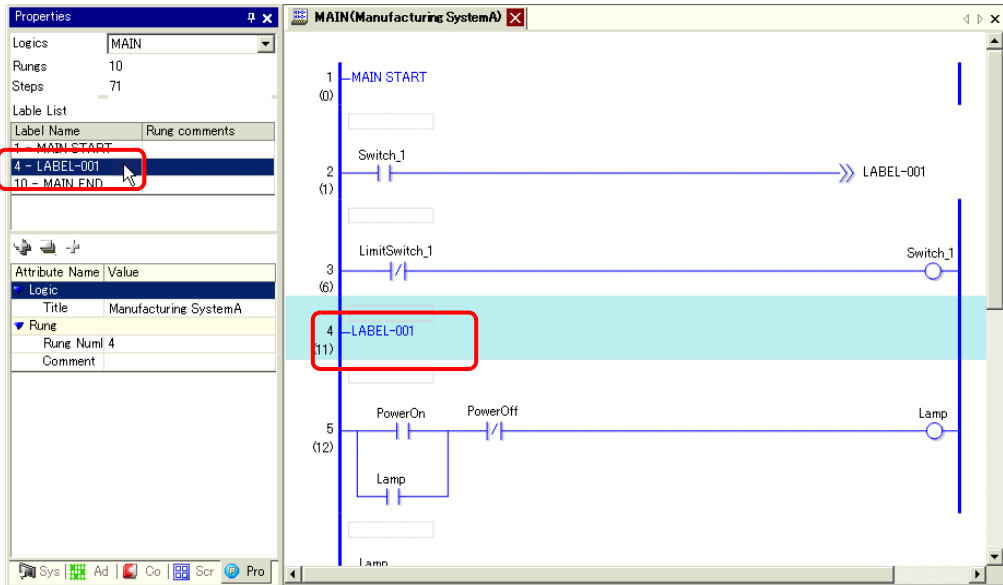 Properties
Logics MAIN
Rungs 10
Steps 71
Lable List
Label Name Rung comments
1 - MAIN START
4 - LABEL-001
10 - MAIN END
Attribute Name Value
Logic
Title Manufacturing SystemA
Rung
Rung Numl 4
Comment
Sys Ad Co Scr Pro
MAIN(Manufacturing SystemA)
1 MAIN START
(0)
Switch_1
2 LABEL-001
(1)
LimitSwitch_1 Switch_1
3
(6)
4 LABEL-001
(11)
PowerOn PowerOff Lamp
5
(12)
Lamp
Lamp